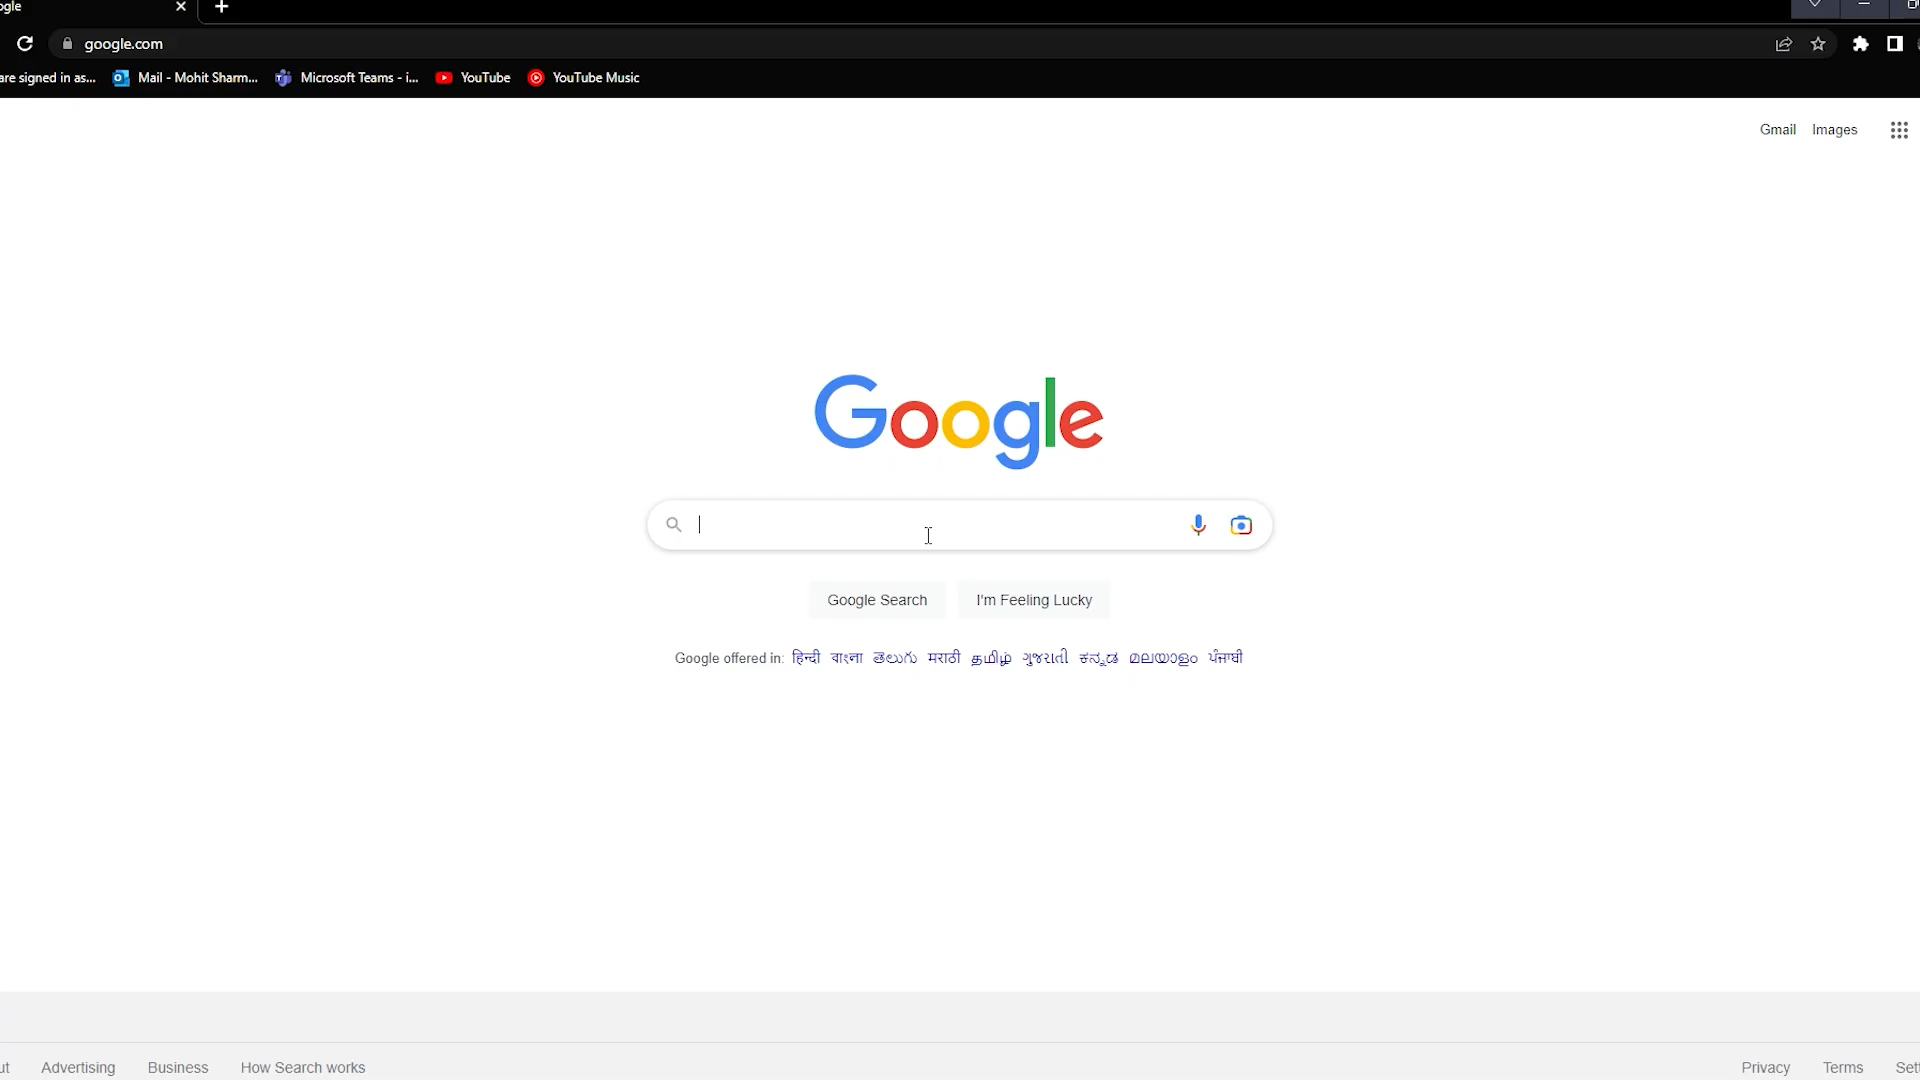 ogle
google.com
are signed in as... Mail - Mohit Sharm... Microsoft Teams - i... YouTube YouTube Music
Gmail Images
Google
Google Search I'm Feeling Lucky
Google offered in: हिन्दी বাংলা తెలుగు मराठी தமிழ் ગુજરાતી ಕನ್ನಡ മലയാളം ਪੰਜਾਬੀ
ut Advertising Business How Search works Privacy Terms Set